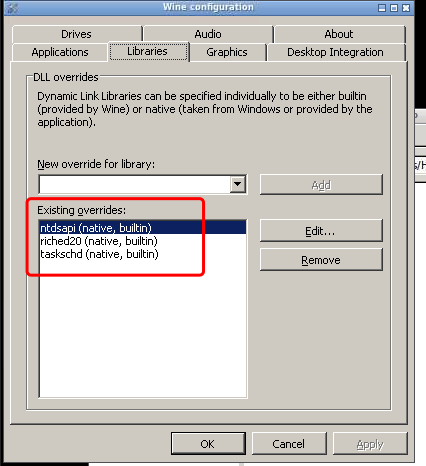 Wine configuration
Drives
Audio
About
Applications
Libraries
Graphics
Desktop Integration
DLL overrides
Dynamic Link Libraries can be specified individually to be either builtin
(provided by Wine) or native (taken from Windows or provided by the
application).
New override for library:
Add
Existing overrides:
ntdsapi (native, builtin)
riched20 (native, builtin)
taskschd (native, builtin)
Edit...
Remove
OK
Cancel
Apply